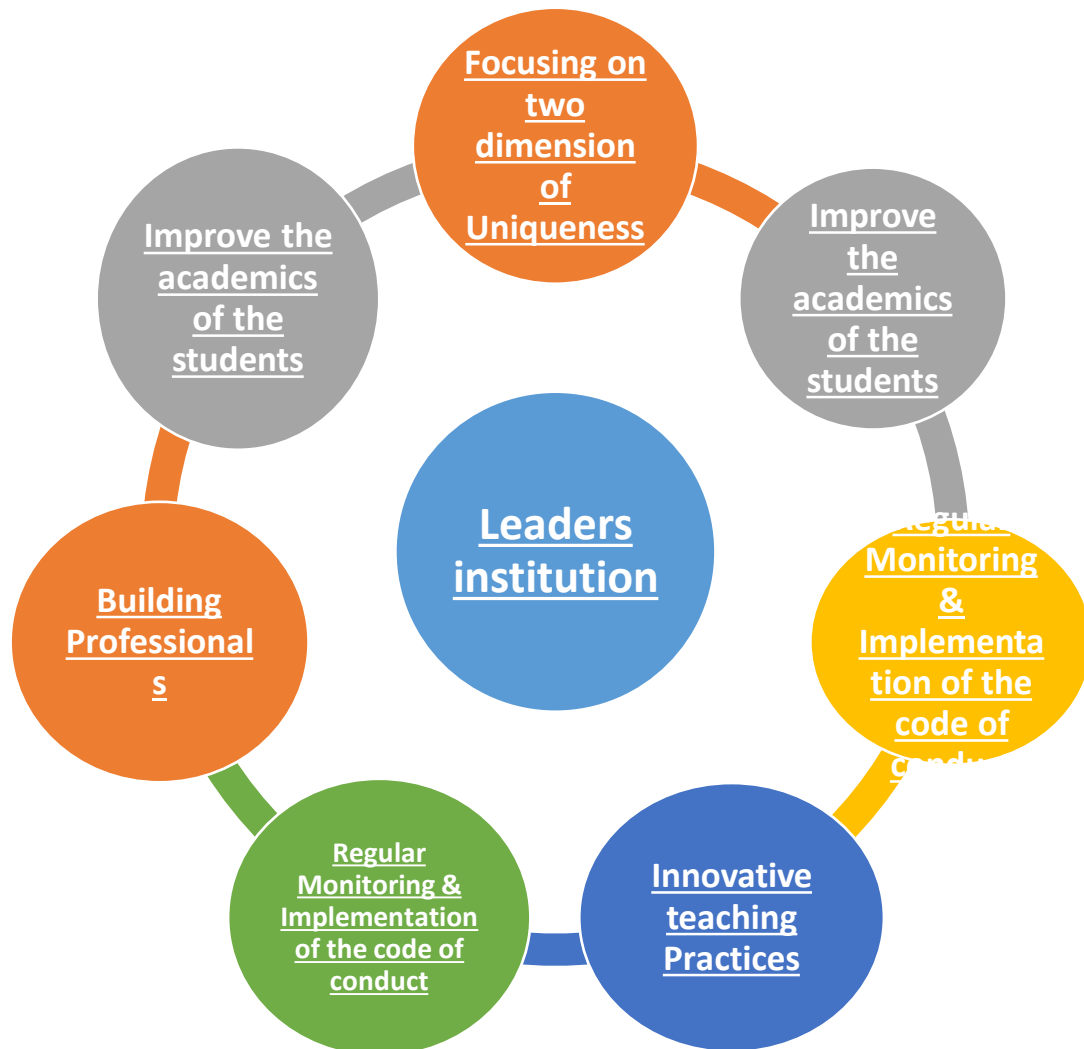 Focusing on
two
dimension
of
Uniqueness
Improve
the
academics
of the
students
Regular
Monitoring
&
Implementa
tion of the
code of
conduct
Innovative
teaching
Practices
Regular
Monitoring &
Implementation
of the code of
conduct
Building
Professional
s
Improve the
academics
of the
students
Leaders
institution